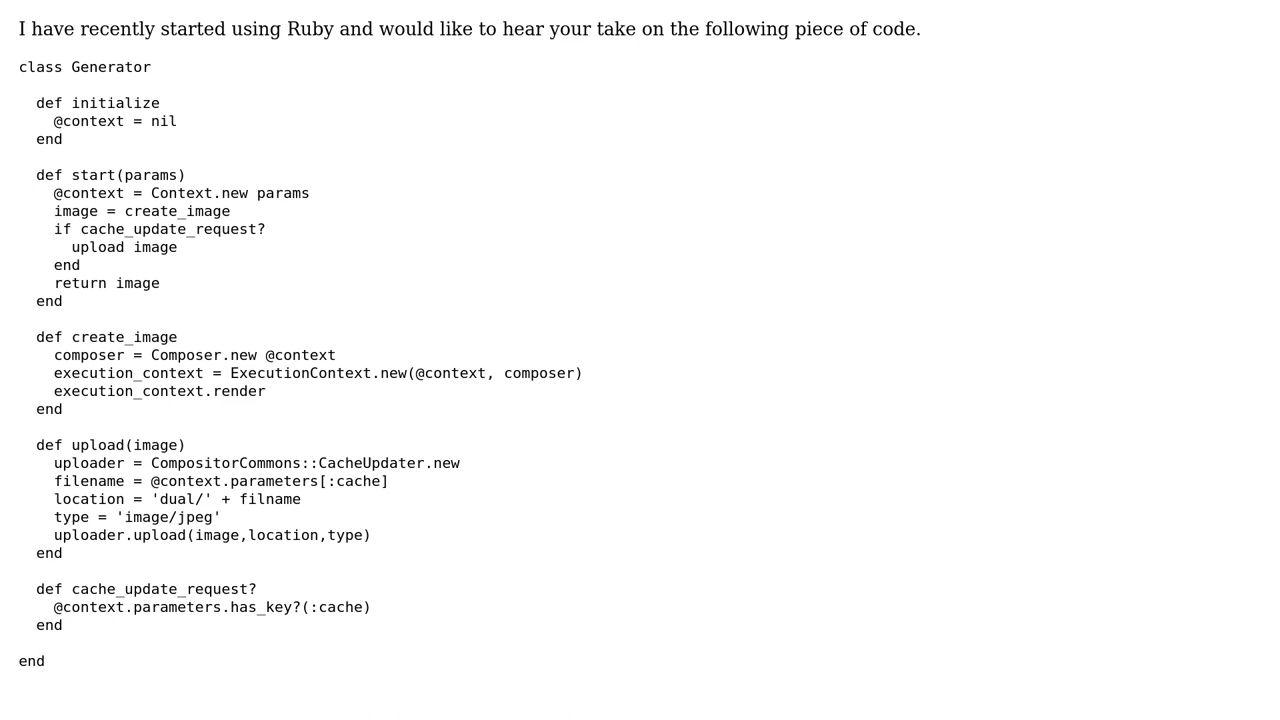 I have recently started using Ruby and would like to hear your take on the following piece of code.
class Generator
  def initialize
    @context = nil
  end
  def start(params)
    @context = Context.new params
    image = create_image
    if cache_update_request?
      upload image
    end
    return image
  end
  def create_image
    composer = Composer.new @context
    execution_context = ExecutionContext.new(@context, composer)
    execution_context.render
  end
  def upload(image)
    uploader = CompositorCommons::CacheUpdater.new
    filename = @context.parameters[:cache]
    location = 'dual/' + filname
    type = 'image/jpeg'
    uploader.upload(image,location,type)
  end
  def cache_update_request?
    @context.parameters.has_key?(:cache)
  end
end